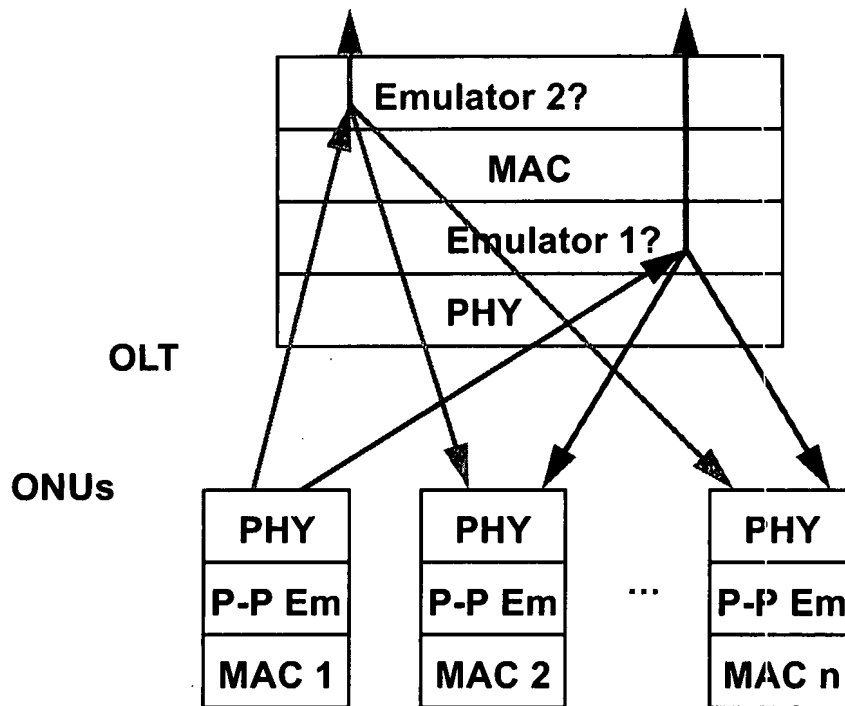 Emulator 2?
MAC
Emulator 1?
PHY
OLT
ONUs
PHY PHY PHY
P-P Em P-P Em ... P-P Em
MAC 1 MAC 2 MAC n